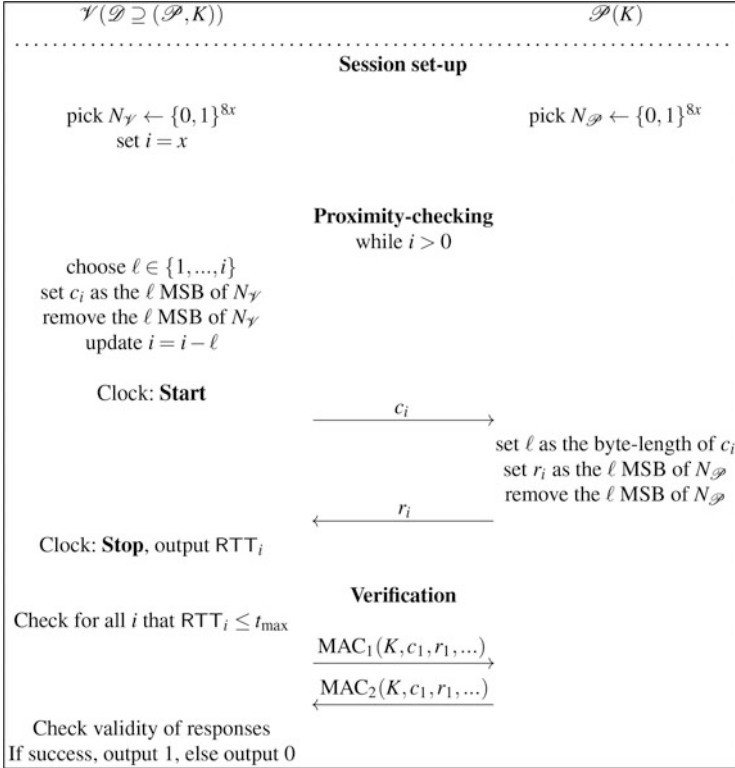 𝒱(𝒟 ⊇ (𝒫, K)) 𝒫(K)
Session set-up
pick N_𝒱 ← {0,1}^{8x} pick N_𝒫 ← {0,1}^{8x}
set i = x
Proximity-checking
while i > 0
choose ℓ ∈ {1,...,i}
set c_i as the ℓ MSB of N_𝒱
remove the ℓ MSB of N_𝒱
update i = i − ℓ
Clock: Start
c_i
set ℓ as the byte-length of c_i
set r_i as the ℓ MSB of N_𝒫
remove the ℓ MSB of N_𝒫
r_i
Clock: Stop, output RTT_i
Verification
Check for all i that RTT_i ≤ t_max
MAC_1(K, c_1, r_1, ...)
MAC_2(K, c_1, r_1, ...)
Check validity of responses
If success, output 1, else output 0